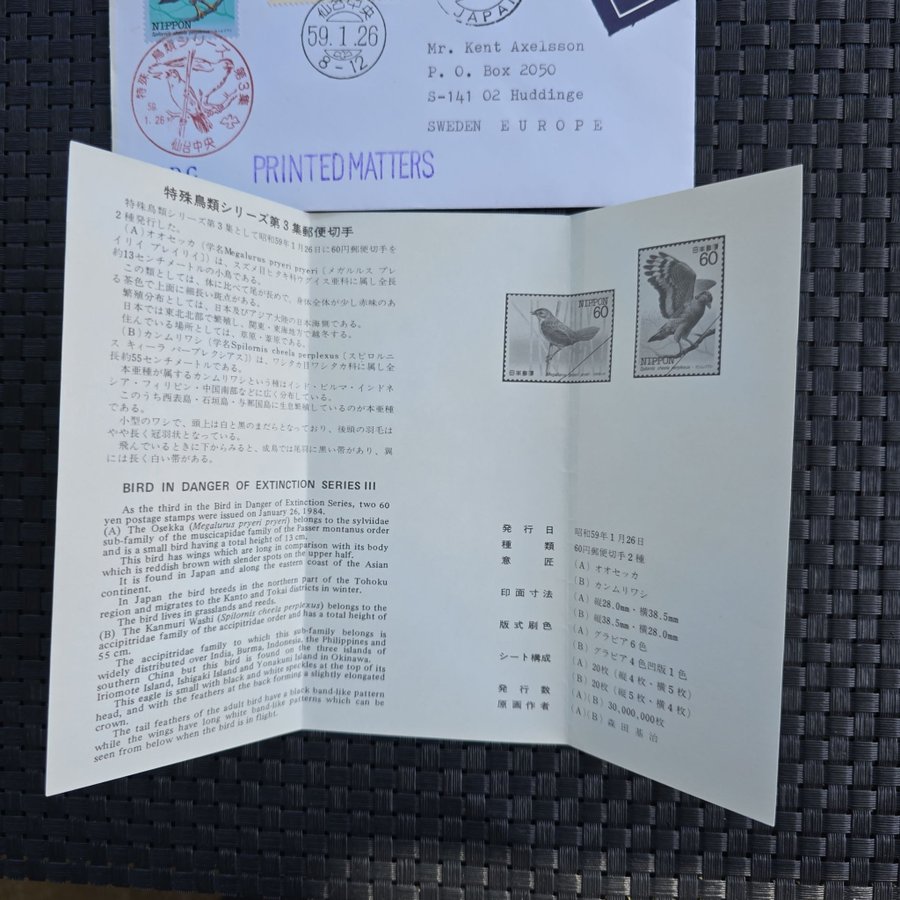 NIPPON
特殊鳥類シリーズ 第3集
59.
1.26
仙台中央
仙台中央
59.1.26
8-12
JAPAN
Mr. Kent Axelsson
P. O. Box 2050
S-141 02 Huddinge
SWEDEN EUROPE
PRINTED MATTERS
特殊鳥類シリーズ第3集郵便切手
特殊鳥類シリーズ第3集として昭和59年1月26日に60円郵便切手を
2種発行した。
(A)オオセッカ(学名Megalurus pryeri pryeri〔メガルルス プレ
イリイ プレイリイ〕)は、スズメ目ヒタキ科ウグイス亜科に属し全長
約13センチメートルの小鳥である。
この類としては、体に比べて尾が長めで、身体全体が少し赤味のあ
る茶色で上面に細長い斑点がある。
繁殖分布としては、日本及びアジア大陸の日本海側である。
日本では東北北部で繁殖し、関東・東海地方で越冬する。
住んでいる場所としては、草原・葦原である。
(B)カンムリワシ(学名Spilornis cheela perplexus〔スピロルニ
ス キィーラ パープレクシアス〕)は、ワシタカ目ワシタカ科に属し全
長約55センチメートルである。
本亜種が属するカンムリワシという種はインド・ビルマ・インドネ
シア・フィリピン・中国南部などに広く分布している。
このうち西表島・石垣島・与那国島に生息繁殖しているのが本亜種
である。
小型のワシで、頭上は白と黒のまだらとなっており、後頭の羽毛は
やや長く冠羽状となっている。
飛んでいるときに下からみると、成鳥では尾羽に黒い帯があり、翼
には長く白い帯がある。
BIRD IN DANGER OF EXTINCTION SERIES III
As the third in the Bird in Danger of Extinction Series, two 60
yen postage stamps were issued on January 26, 1984.
(A) The Osekka (Megalurus pryeri pryeri) belongs to the sylviidae
sub-family of the muscicapidae family of the Passer montanus order
and is a small bird having a total height of 13 cm.
This bird has wings which are long in comparison with its body
which is reddish brown with slender spots on the upper half.
It is found in Japan and along the eastern coast of the Asian
continent.
In Japan the bird breeds in the northern part of the Tohoku
region and migrates to the Kanto and Tokai districts in winter.
The bird lives in grasslands and reeds.
(B) The Kanmuri Washi (Spilornis cheela perplexus) belongs to the
accipitridae family of the accipitridae order and has a total height of
55 cm.
The accipitridae family to which this sub-family belongs is
widely distributed over India, Burma, Indonesia, the Philippines and
southern China but this bird is found on the three islands of
Iriomote Island, Ishigaki Island and Yonakuni Island in Okinawa.
This eagle is small with black and white speckles at the top of its
head, and with the feathers at the back forming a slightly elongated
crown.
The tail feathers of the adult bird have a black band-like pattern
while the wings have long white band-like patterns which can be
seen from below when the bird is in flight.
NIPPON
60
日本郵便
日本郵便
60
NIPPON
発行日 昭和59年1月26日
種類 60円郵便切手2種
意匠 (A)オオセッカ
(B)カンムリワシ
印面寸法 (A)縦28.0mm・横38.5mm
(B)縦38.5mm・横28.0mm
版式刷色 (A)グラビア6色
(B)グラビア4色凹版1色
シート構成 (A)20枚(縦4枚・横5枚)
(B)20枚(縦5枚・横4枚)
発行数 (A)(B)30,000,000枚
原画作者 (A)(B)森田基治